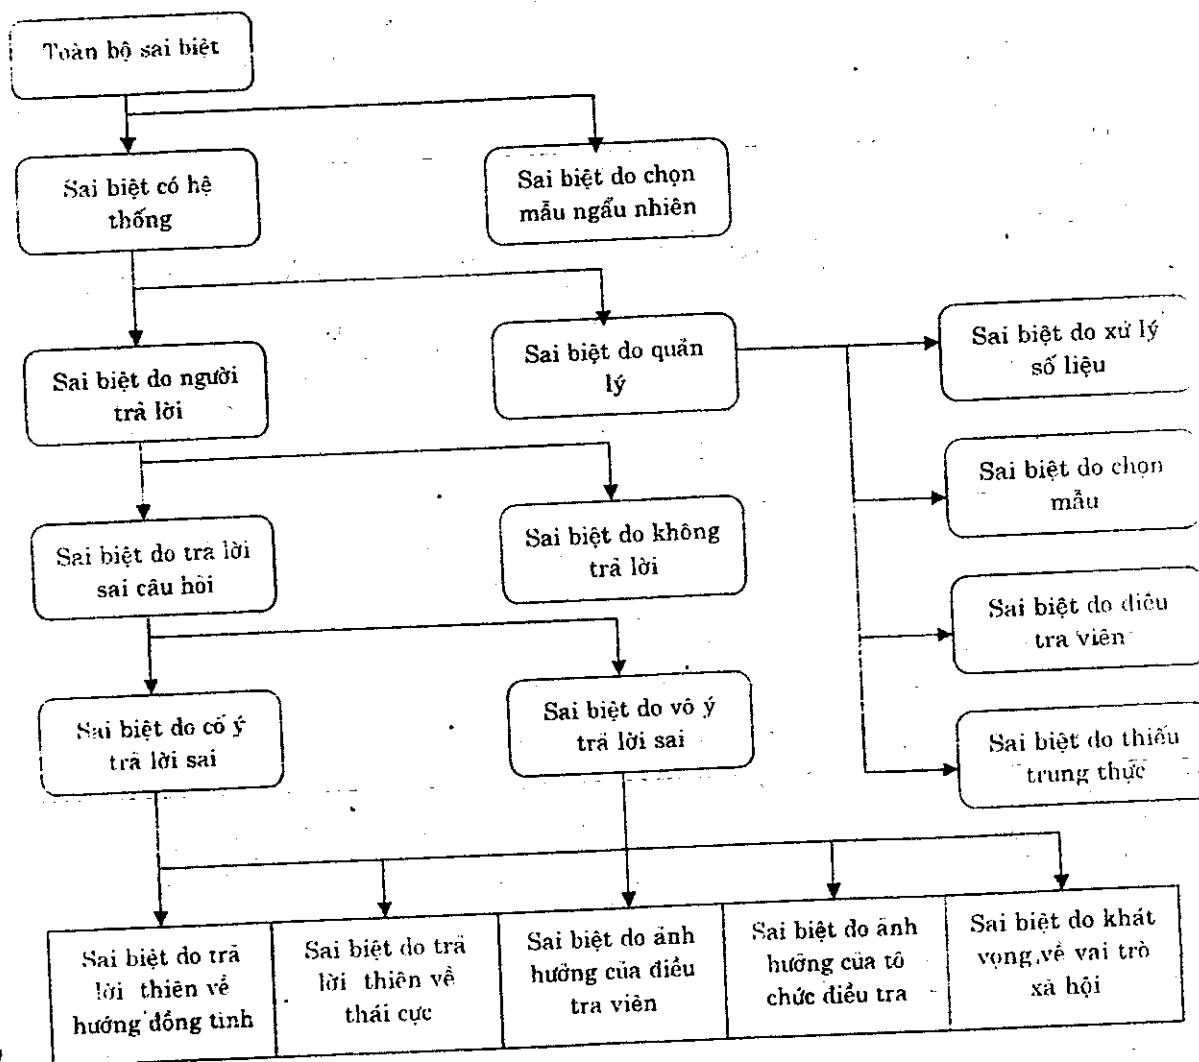 Toàn bộ sai biệt
Sai biệt có hệ
thống
Sai biệt do chọn
mẫu ngẩu nhiên
Sai biệt do người
trả lời
Sai biệt do quản
lý
Sai biệt do xử lý
số liệu
Sai biệt do chọn
mẫu
Sai biệt do điều
tra viên
Sai biệt do thiếu
trung thực
Sai biệt do trả lời
sai câu hỏi
Sai biệt do không
trả lời
Sai biệt do cố ý
trả lời sai
Sai biệt do vô ý
trả lời sai
Sai biệt do trả
lời thiên về
hướng đồng tình
Sai biệt do trả
lời thiên về
thái cực
Sai biệt do ảnh
hưởng của điều
tra viên
Sai biệt do ảnh
hưởng của tổ
chức điều tra
Sai biệt do khát
vọng về vai trò
xã hội